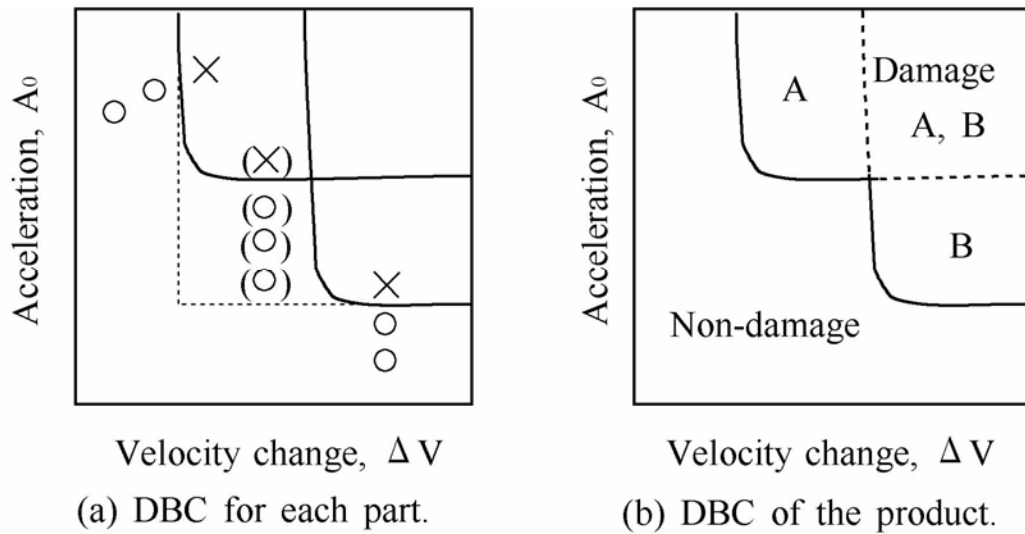 Acceleration, A₀
(×)
(○)
(○)
(○)
Velocity change, ΔV
(a) DBC for each part.
Acceleration, A₀
A
Damage
A, B
B
Non-damage
Velocity change, ΔV
(b) DBC of the product.